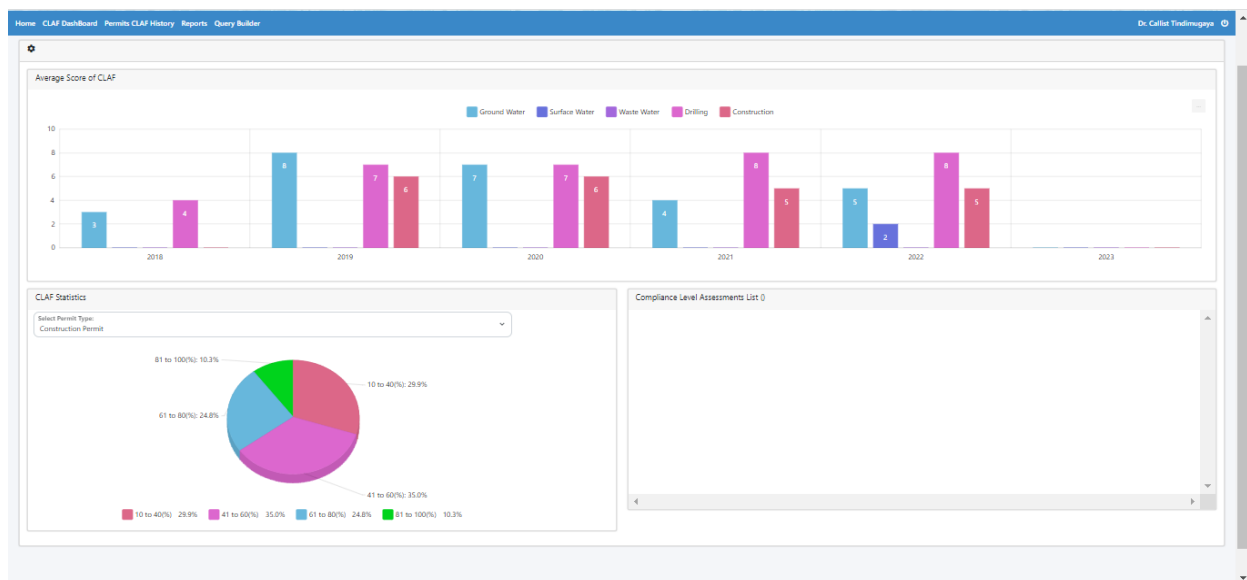 Home CLAF DashBoard Permits CLAF History Reports Query Builder Dr. Callist Tindimugaya
Average Score of CLAF
Ground Water Surface Water Waste Water Drilling Construction
10
8
6
4
2
0
3 4
8 7 6
7 7 6
4 8 5
5 2 8 5
2018 2019 2020 2021 2022 2023
CLAF Statistics
Select Permit Type:
Construction Permit
81 to 100(%): 10.3%
10 to 40(%): 29.9%
61 to 80(%): 24.8%
41 to 60(%): 35.0%
10 to 40(%) 29.9% 41 to 60(%) 35.0% 61 to 80(%) 24.8% 81 to 100(%) 10.3%
Compliance Level Assessments List ()